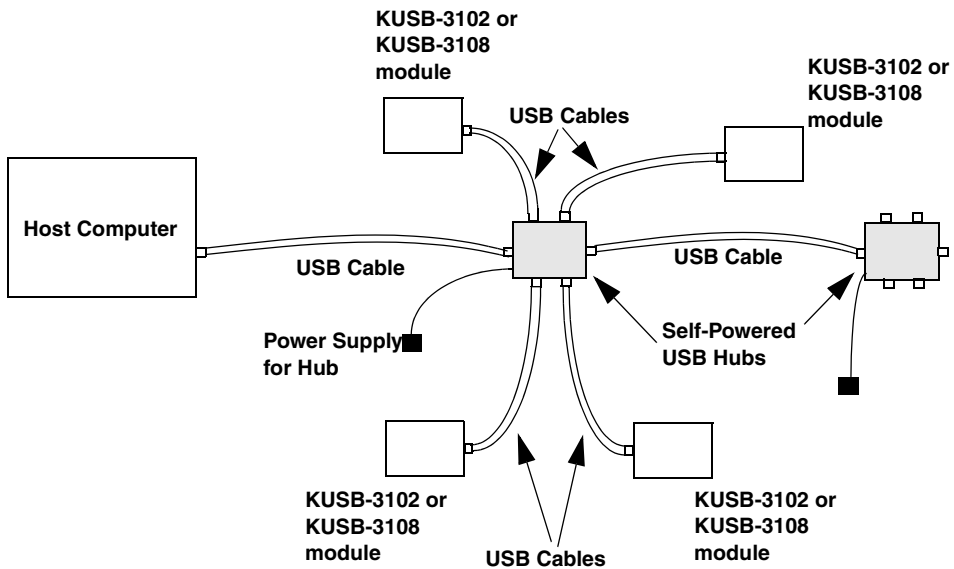 KUSB-3102 or
KUSB-3108
module
KUSB-3102 or
KUSB-3108
module
USB Cables
Host Computer
USB Cable
USB Cable
Power Supply
for Hub
Self-Powered
USB Hubs
KUSB-3102 or
KUSB-3108
module
KUSB-3102 or
KUSB-3108
module
USB Cables